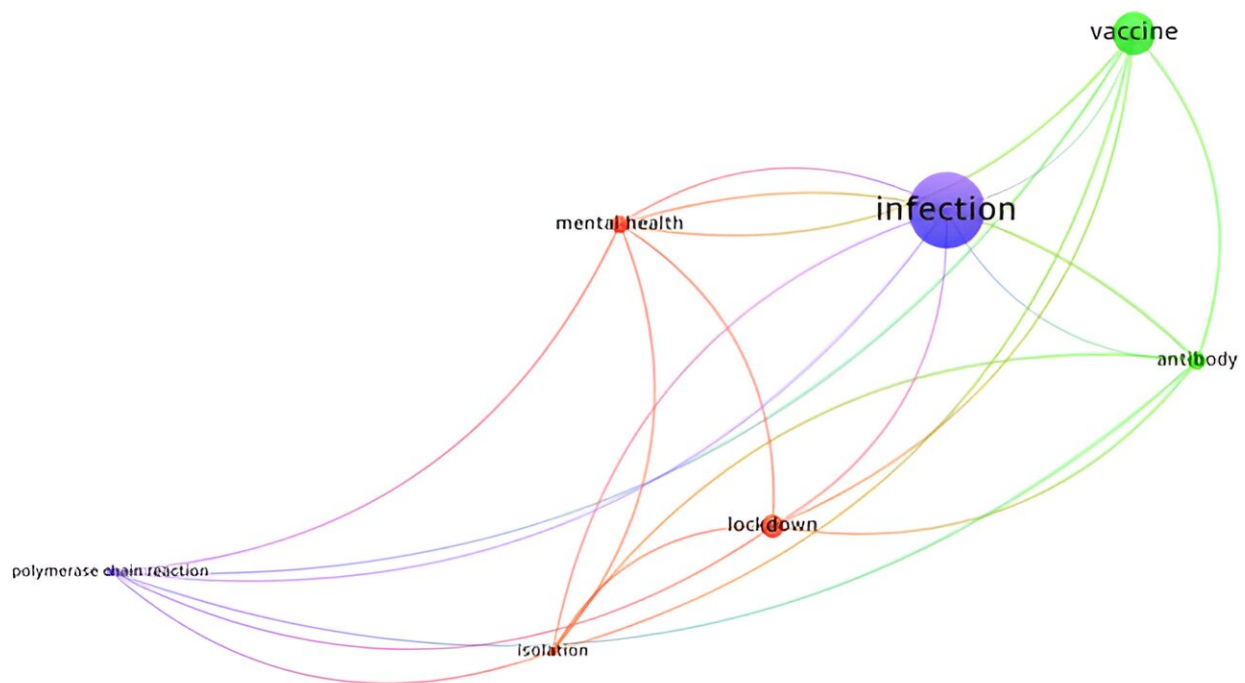 vaccine
infection
mental health
antibody
lockdown
polymerase chain reaction
isolation